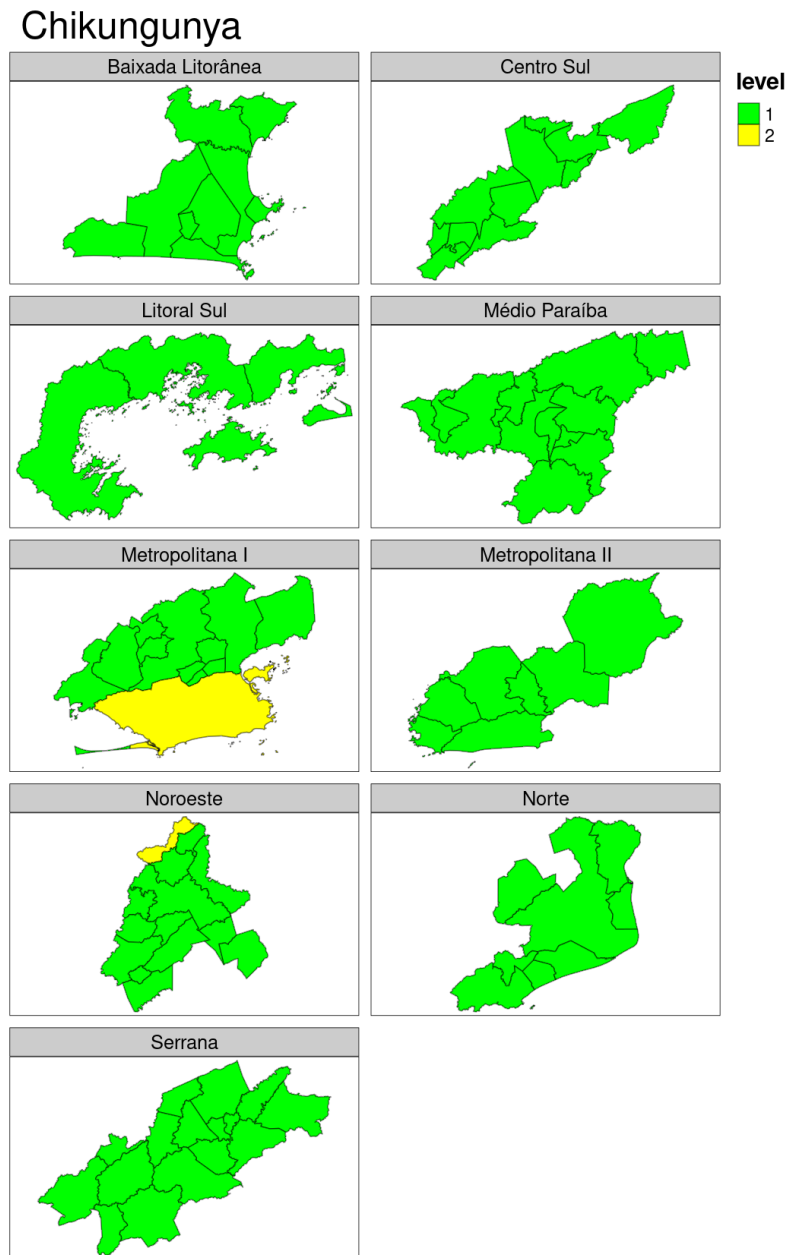 Chikungunya
Baixada Litorânea
Centro Sul
level
1
2
Litoral Sul
Médio Paraíba
Metropolitana I
Metropolitana II
Noroeste
Norte
Serrana